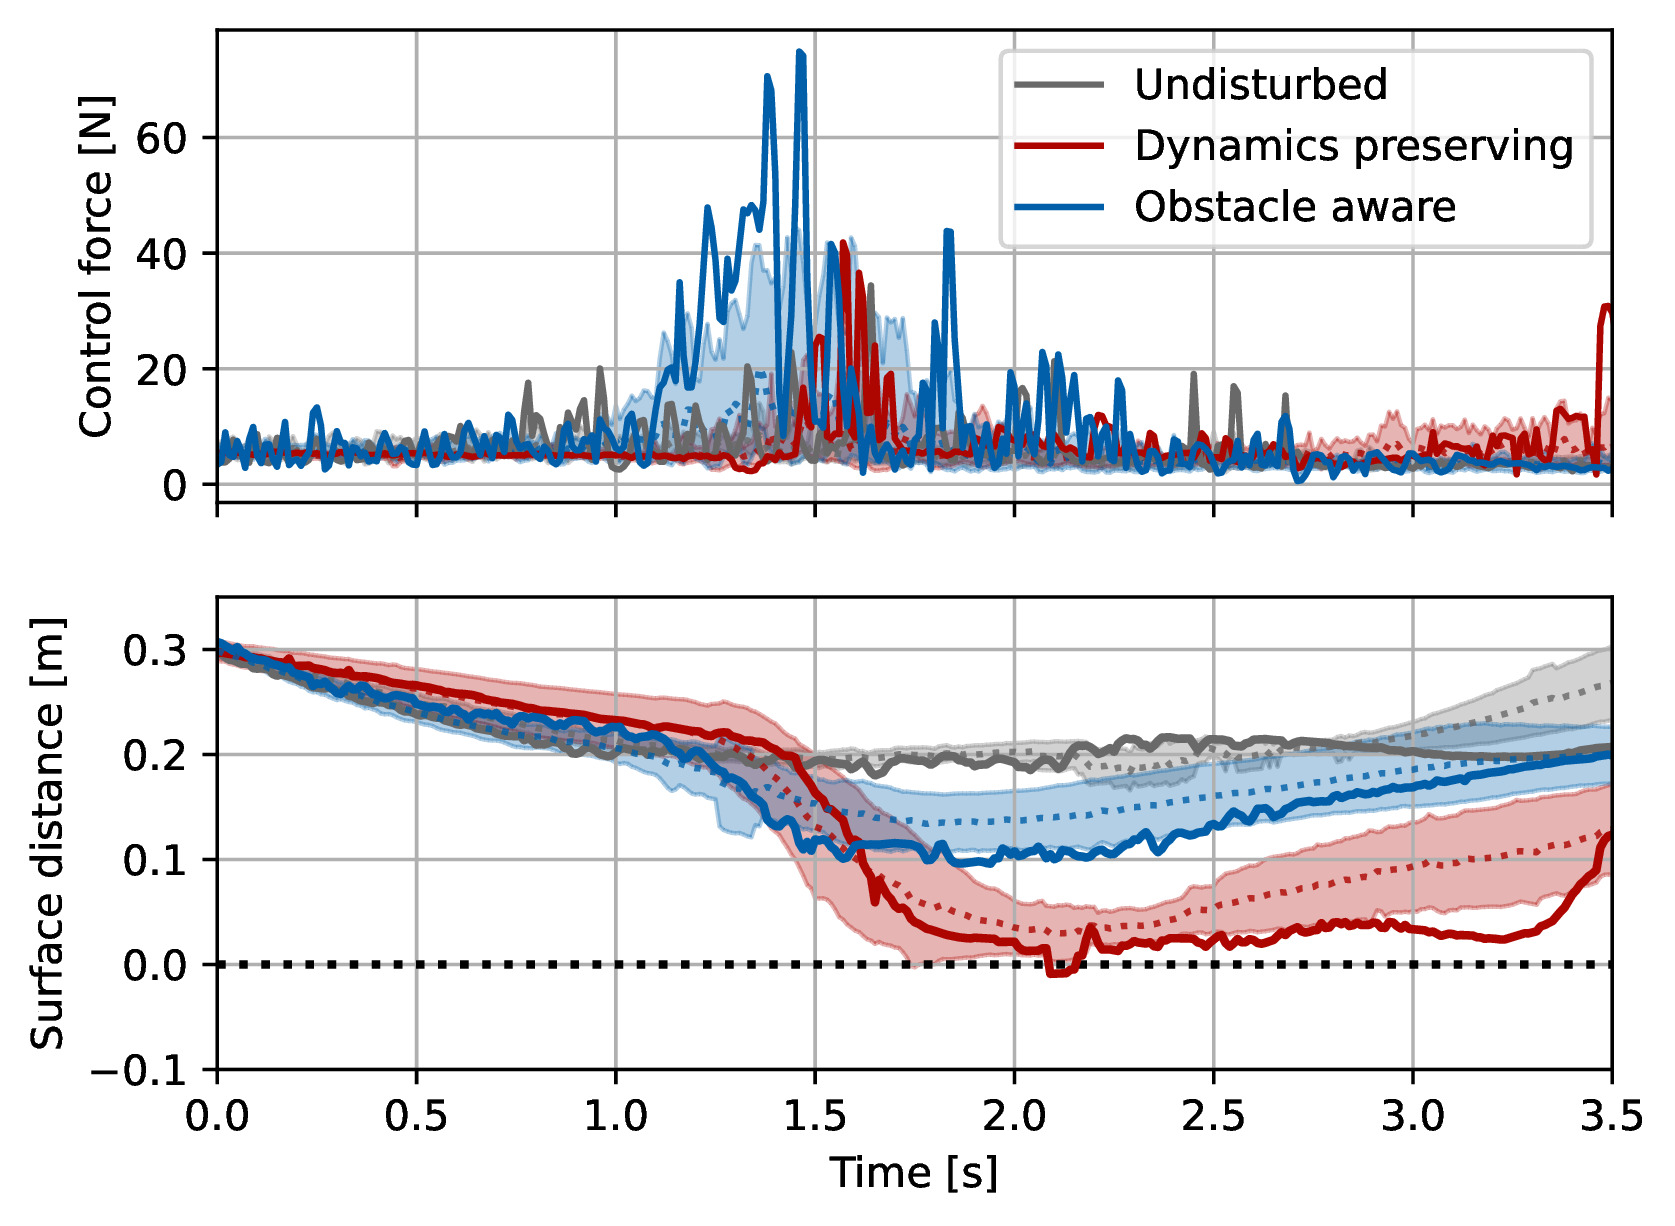 Control force [N]
60
40
20
0
Undisturbed
Dynamics preserving
Obstacle aware
Surface distance [m]
0.3
0.2
0.1
0.0
−0.1
0.0 0.5 1.0 1.5 2.0 2.5 3.0 3.5
Time [s]